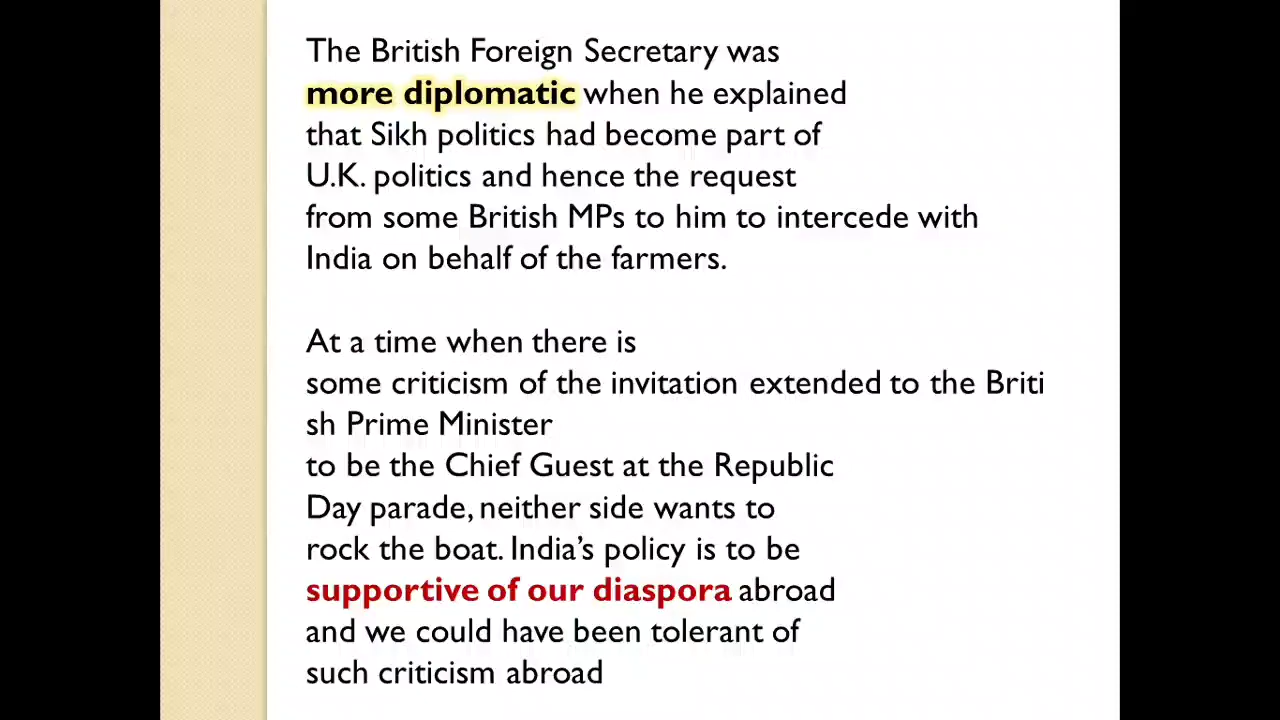 The British Foreign Secretary was
more diplomatic when he explained
that Sikh politics had become part of
U.K. politics and hence the request
from some British MPs to him to intercede with
India on behalf of the farmers.
At a time when there is
some criticism of the invitation extended to the Briti
sh Prime Minister
to be the Chief Guest at the Republic
Day parade, neither side wants to
rock the boat. India’s policy is to be
supportive of our diaspora abroad
and we could have been tolerant of
such criticism abroad